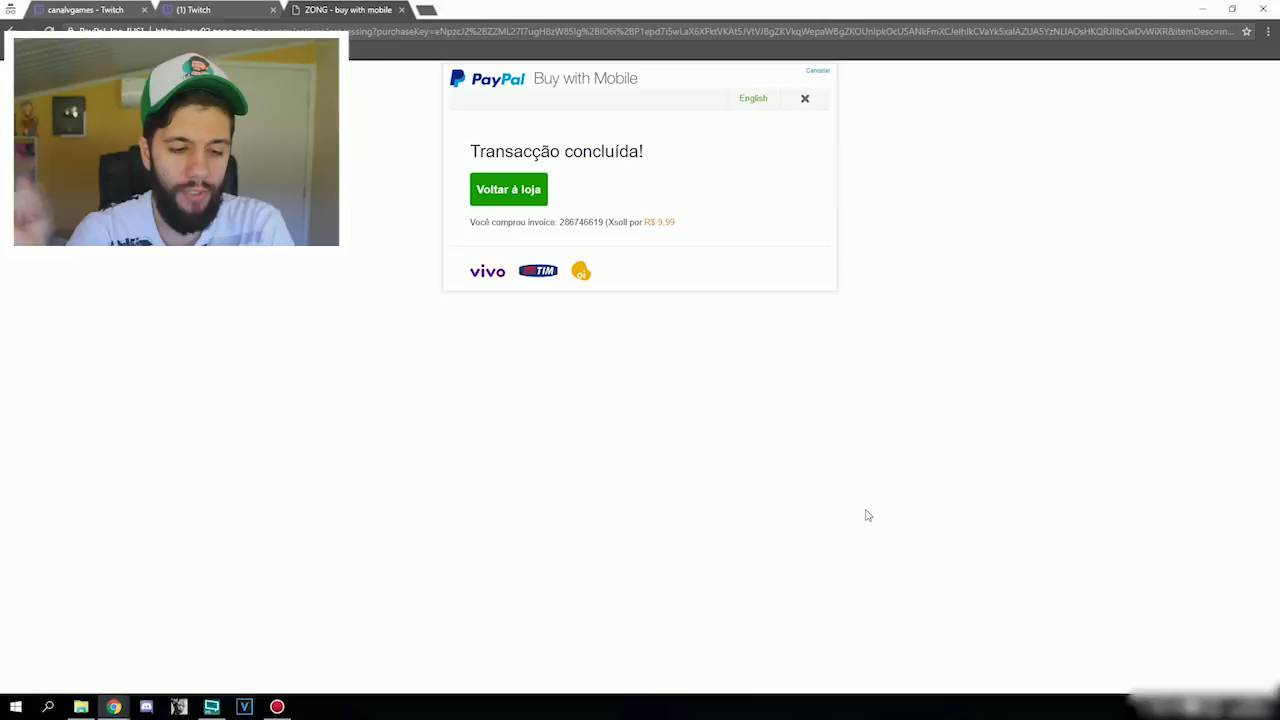 canalvgames - Twitch
(1) Twitch
ZONG - buy with mobile
PayPal Buy with Mobile
Cancelar
English
Transacção concluída!
Voltar à loja
Você comprou invoice: 286746619 (Xsoll por R$ 9,99
vivo
TIM
oi